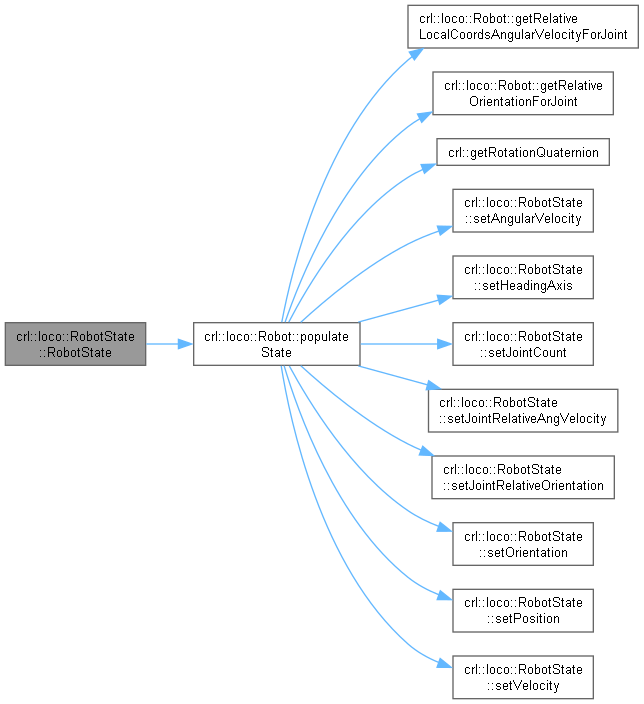 crl::loco::RobotState
::RobotState
crl::loco::Robot::populate
State
crl::loco::Robot::getRelative
LocalCoordsAngularVelocityForJoint
crl::loco::Robot::getRelative
OrientationForJoint
crl::getRotationQuaternion
crl::loco::RobotState
::setAngularVelocity
crl::loco::RobotState
::setHeadingAxis
crl::loco::RobotState
::setJointCount
crl::loco::RobotState
::setJointRelativeAngVelocity
crl::loco::RobotState
::setJointRelativeOrientation
crl::loco::RobotState
::setOrientation
crl::loco::RobotState
::setPosition
crl::loco::RobotState
::setVelocity